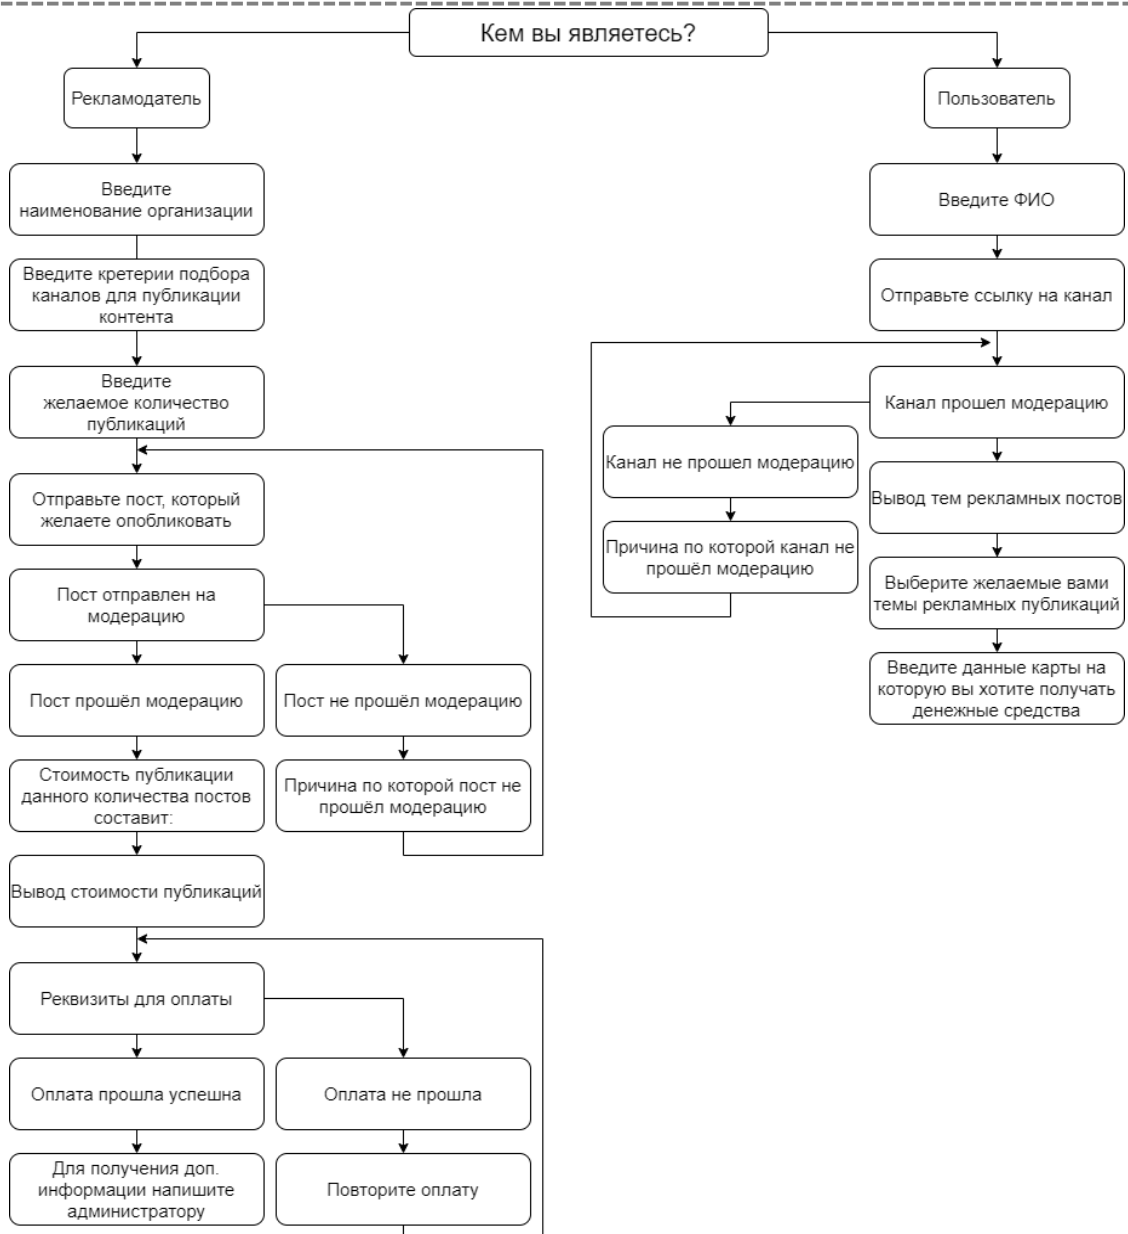 Кем вы являетесь?
Рекламодатель
Введите
наименование организации
Введите кретерии подбора
каналов для публикации
контента
Введите
желаемое количество
публикаций
Отправьте пост, который
желаете опобликовать
Пост отправлен на
модерацию
Пост прошёл модерацию
Пост не прошёл модерацию
Стоимость публикации
данного количества постов
составит:
Причина по которой пост не
прошёл модерацию
Вывод стоимости публикаций
Реквизиты для оплаты
Оплата прошла успешна
Оплата не прошла
Для получения доп.
информации напишите
администратору
Повторите оплату
Пользователь
Введите ФИО
Отправьте ссылку на канал
Канал прошел модерацию
Канал не прошел модерацию
Причина по которой канал не
прошёл модерацию
Вывод тем рекламных постов
Выберите желаемые вами
темы рекламных публикаций
Введите данные карты на
которую вы хотите получать
денежные средства